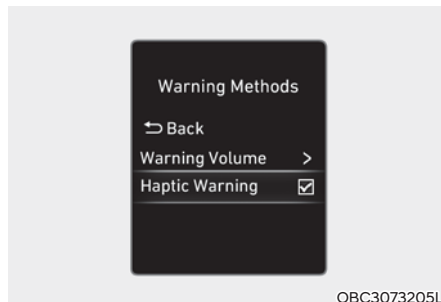 Warning Methods
Back
Warning Volume >
Haptic Warning
OBC3073205L